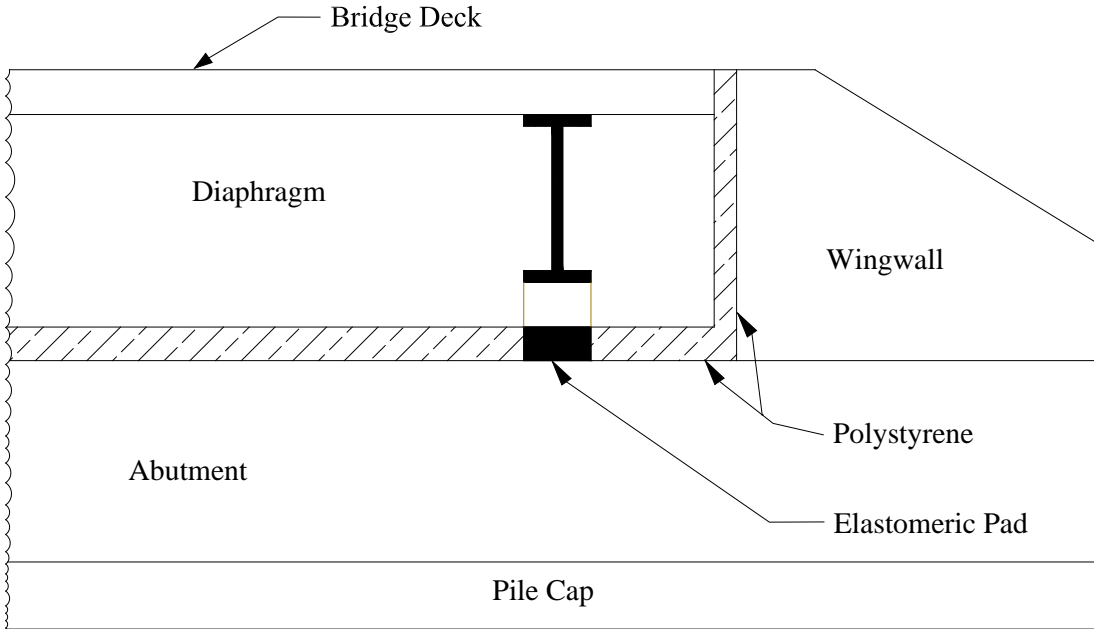 Bridge Deck
Diaphragm
Wingwall
Polystyrene
Abutment
Elastomeric Pad
Pile Cap